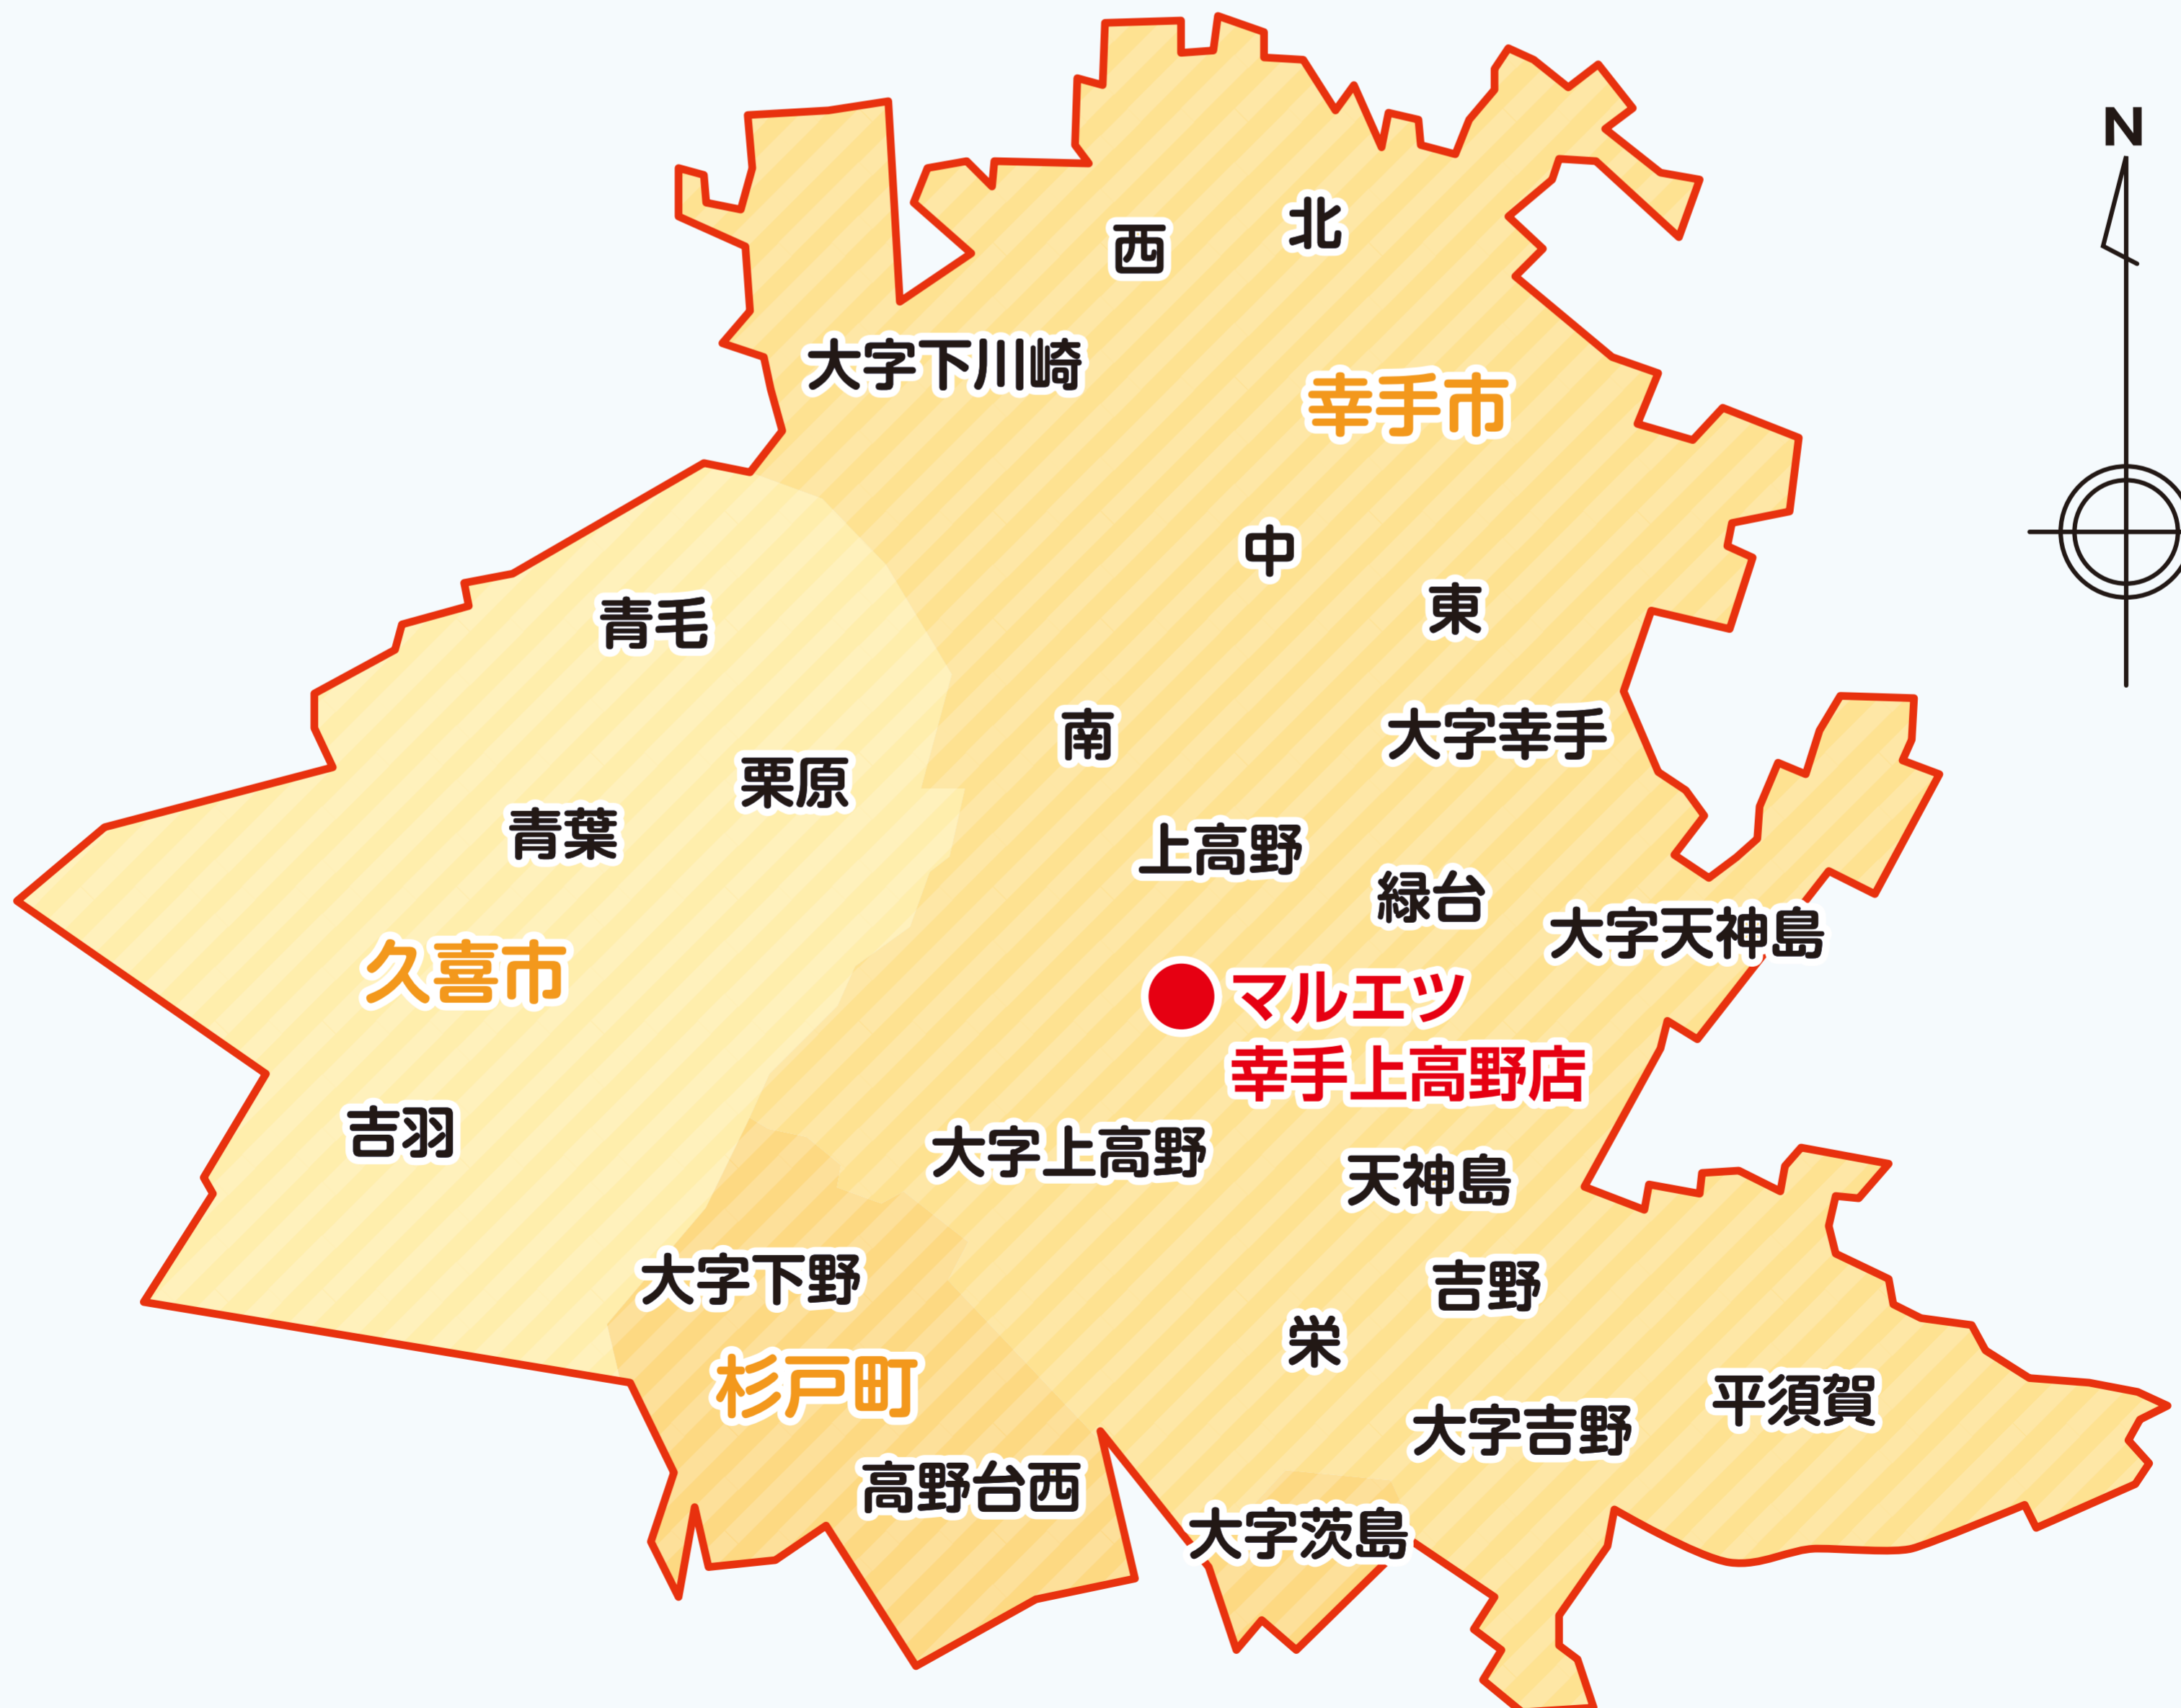 N
北
西
大字下川崎
幸手市
中
東
青毛
南
大字幸手
栗原
青葉
上高野
緑台
大字天神島
久喜市
マルエツ
幸手上高野店
吉羽
大字上高野
天神島
大字下野
吉野
栄
杉戸町
平須賀
大字吉野
高野台西
大字茨島